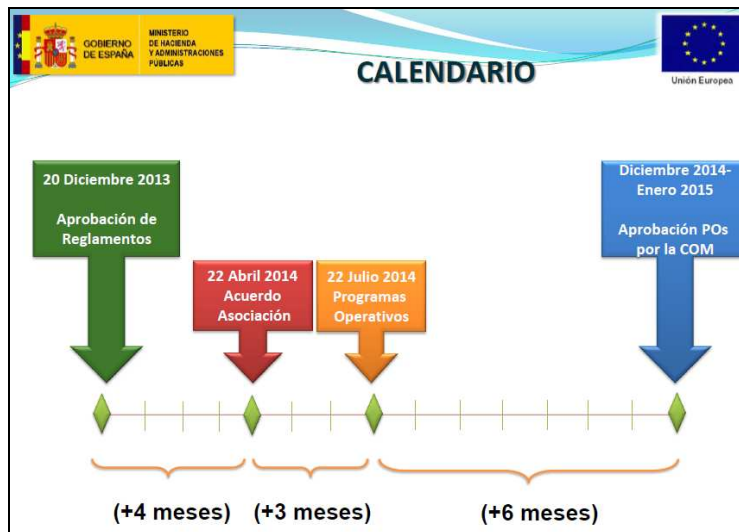 GOBIERNO
DE ESPAÑA
MINISTERIO
DE HACIENDA
Y ADMINISTRACIONES
PÚBLICAS
CALENDARIO
Unión Europea
20 Diciembre 2013
Aprobación de
Reglamentos
22 Abril 2014
Acuerdo
Asociación
22 Julio 2014
Programas
Operativos
Diciembre 2014-
Enero 2015
Aprobación POs
por la COM
(+4 meses)
(+3 meses)
(+6 meses)